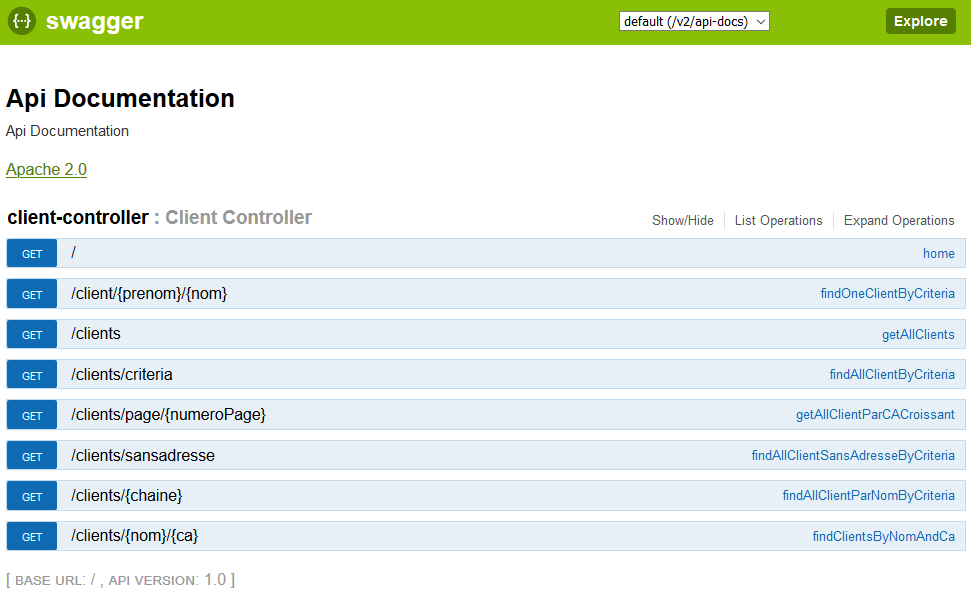 {···} swagger default (/v2/api-docs) Explore
Api Documentation
Api Documentation
Apache 2.0
client-controller : Client Controller Show/Hide List Operations Expand Operations
GET / home
GET /client/{prenom}/{nom} findOneClientByCriteria
GET /clients getAllClients
GET /clients/criteria findAllClientByCriteria
GET /clients/page/{numeroPage} getAllClientParCACroissant
GET /clients/sansadresse findAllClientSansAdresseByCriteria
GET /clients/{chaine} findAllClientParNomByCriteria
GET /clients/{nom}/{ca} findClientsByNomAndCa
[ BASE URL: / , API VERSION: 1.0 ]